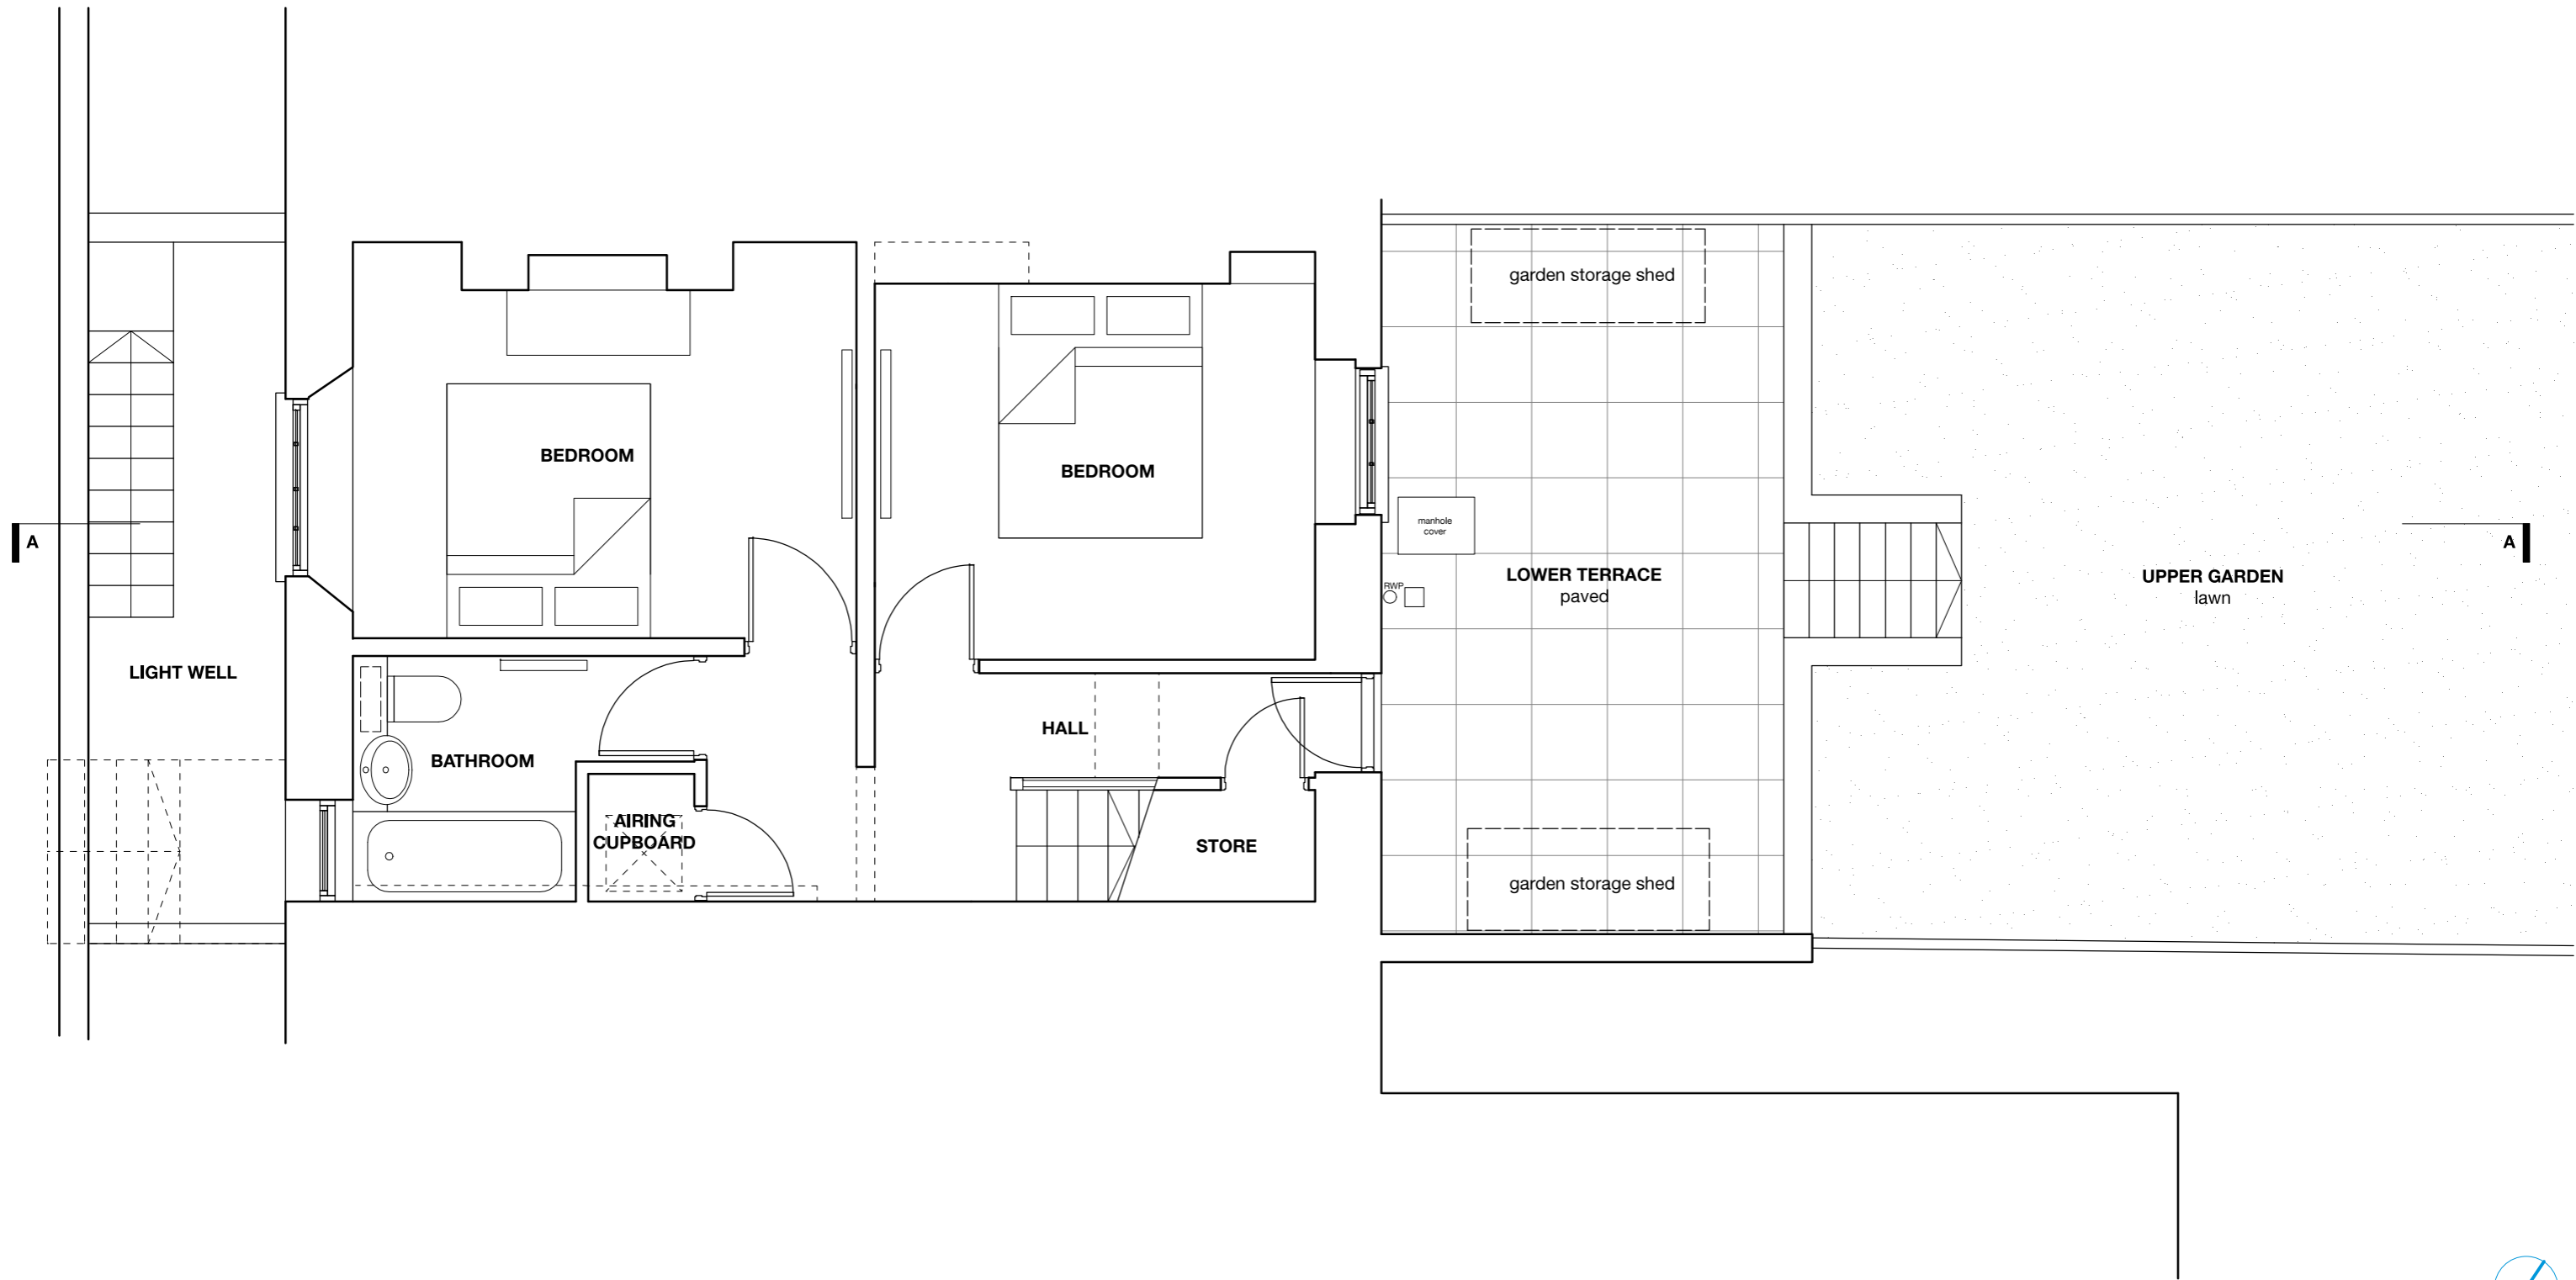 garden storage shed
BEDROOM
BEDROOM
manhole
cover
A
A
RWP
LOWER TERRACE
paved
UPPER GARDEN
lawn
LIGHT WELL
HALL
BATHROOM
AIRING
CUPBOARD
STORE
garden storage shed